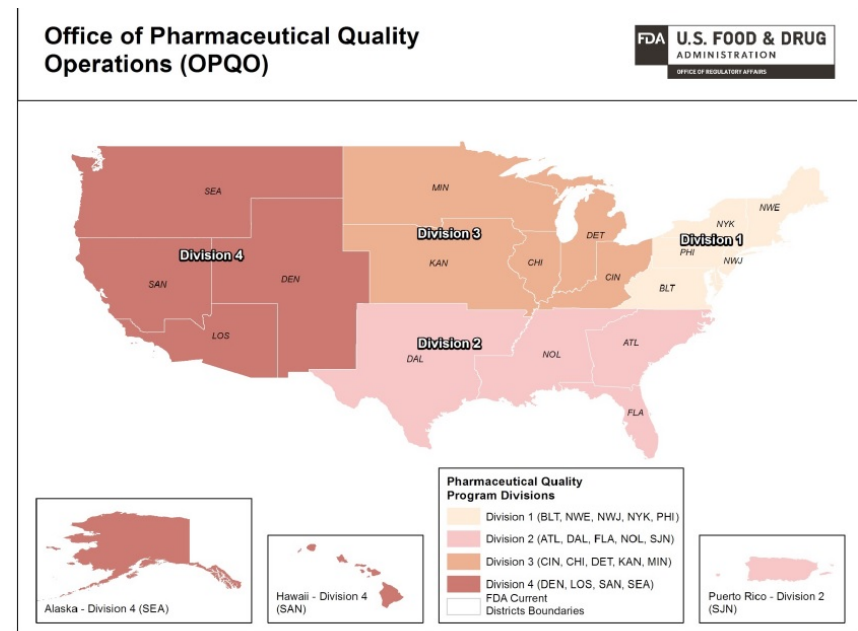 Office of Pharmaceutical Quality
Operations (OPQO)
FDA
U.S. FOOD & DRUG
ADMINISTRATION
OFFICE OF REGULATORY AFFAIRS
SEA
MIN
NWE
NYK
DET
Division 3
Division 1
PHI
Division 4
KAN
CHI
NWJ
CIN
SAN
DEN
BLT
LOS
Division 2
ATL
DAL
NOL
FLA
Alaska - Division 4 (SEA)
Hawaii - Division 4
(SAN)
Pharmaceutical Quality
Program Divisions
Division 1 (BLT, NWE, NWJ, NYK, PHI)
Division 2 (ATL, DAL, FLA, NOL, SJN)
Division 3 (CIN, CHI, DET, KAN, MIN)
Division 4 (DEN, LOS, SAN, SEA)
FDA Current
Districts Boundaries
Puerto Rico - Division 2
(SJN)